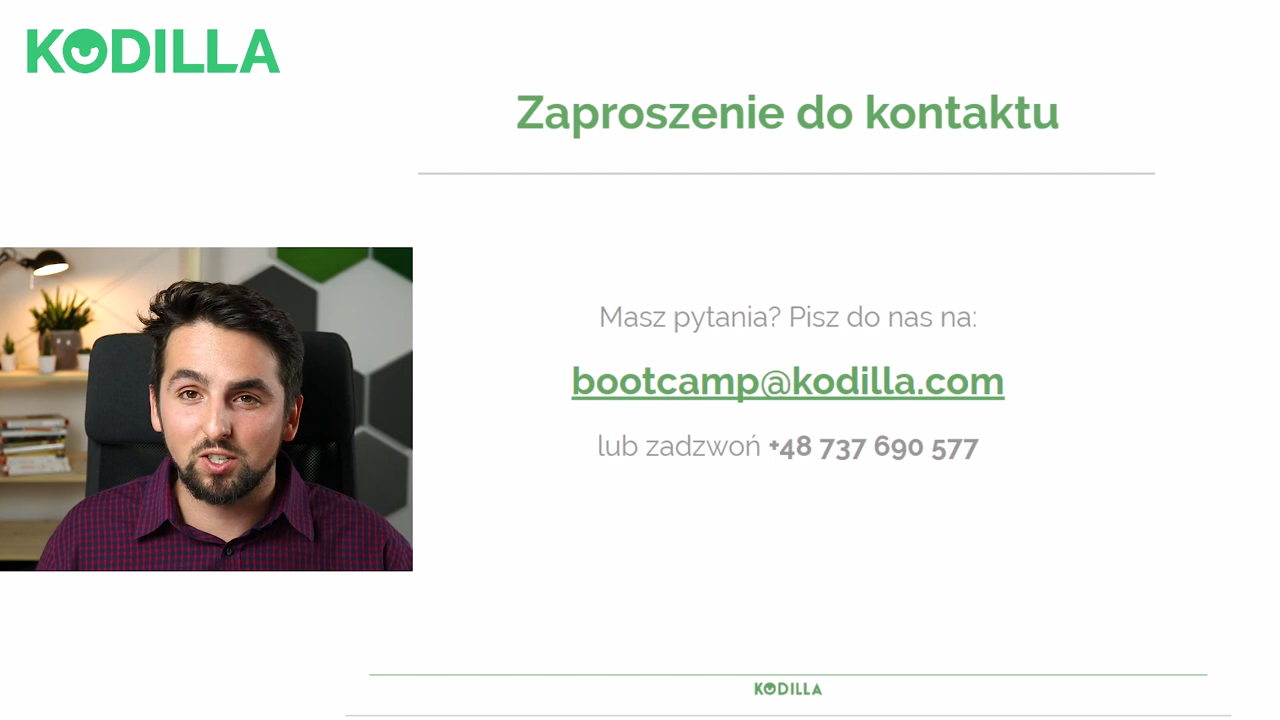 KODILLA
Zaproszenie do kontaktu
Masz pytania? Pisz do nas na:
bootcamp@kodilla.com
lub zadzwoń +48 737 690 577
KODILLA